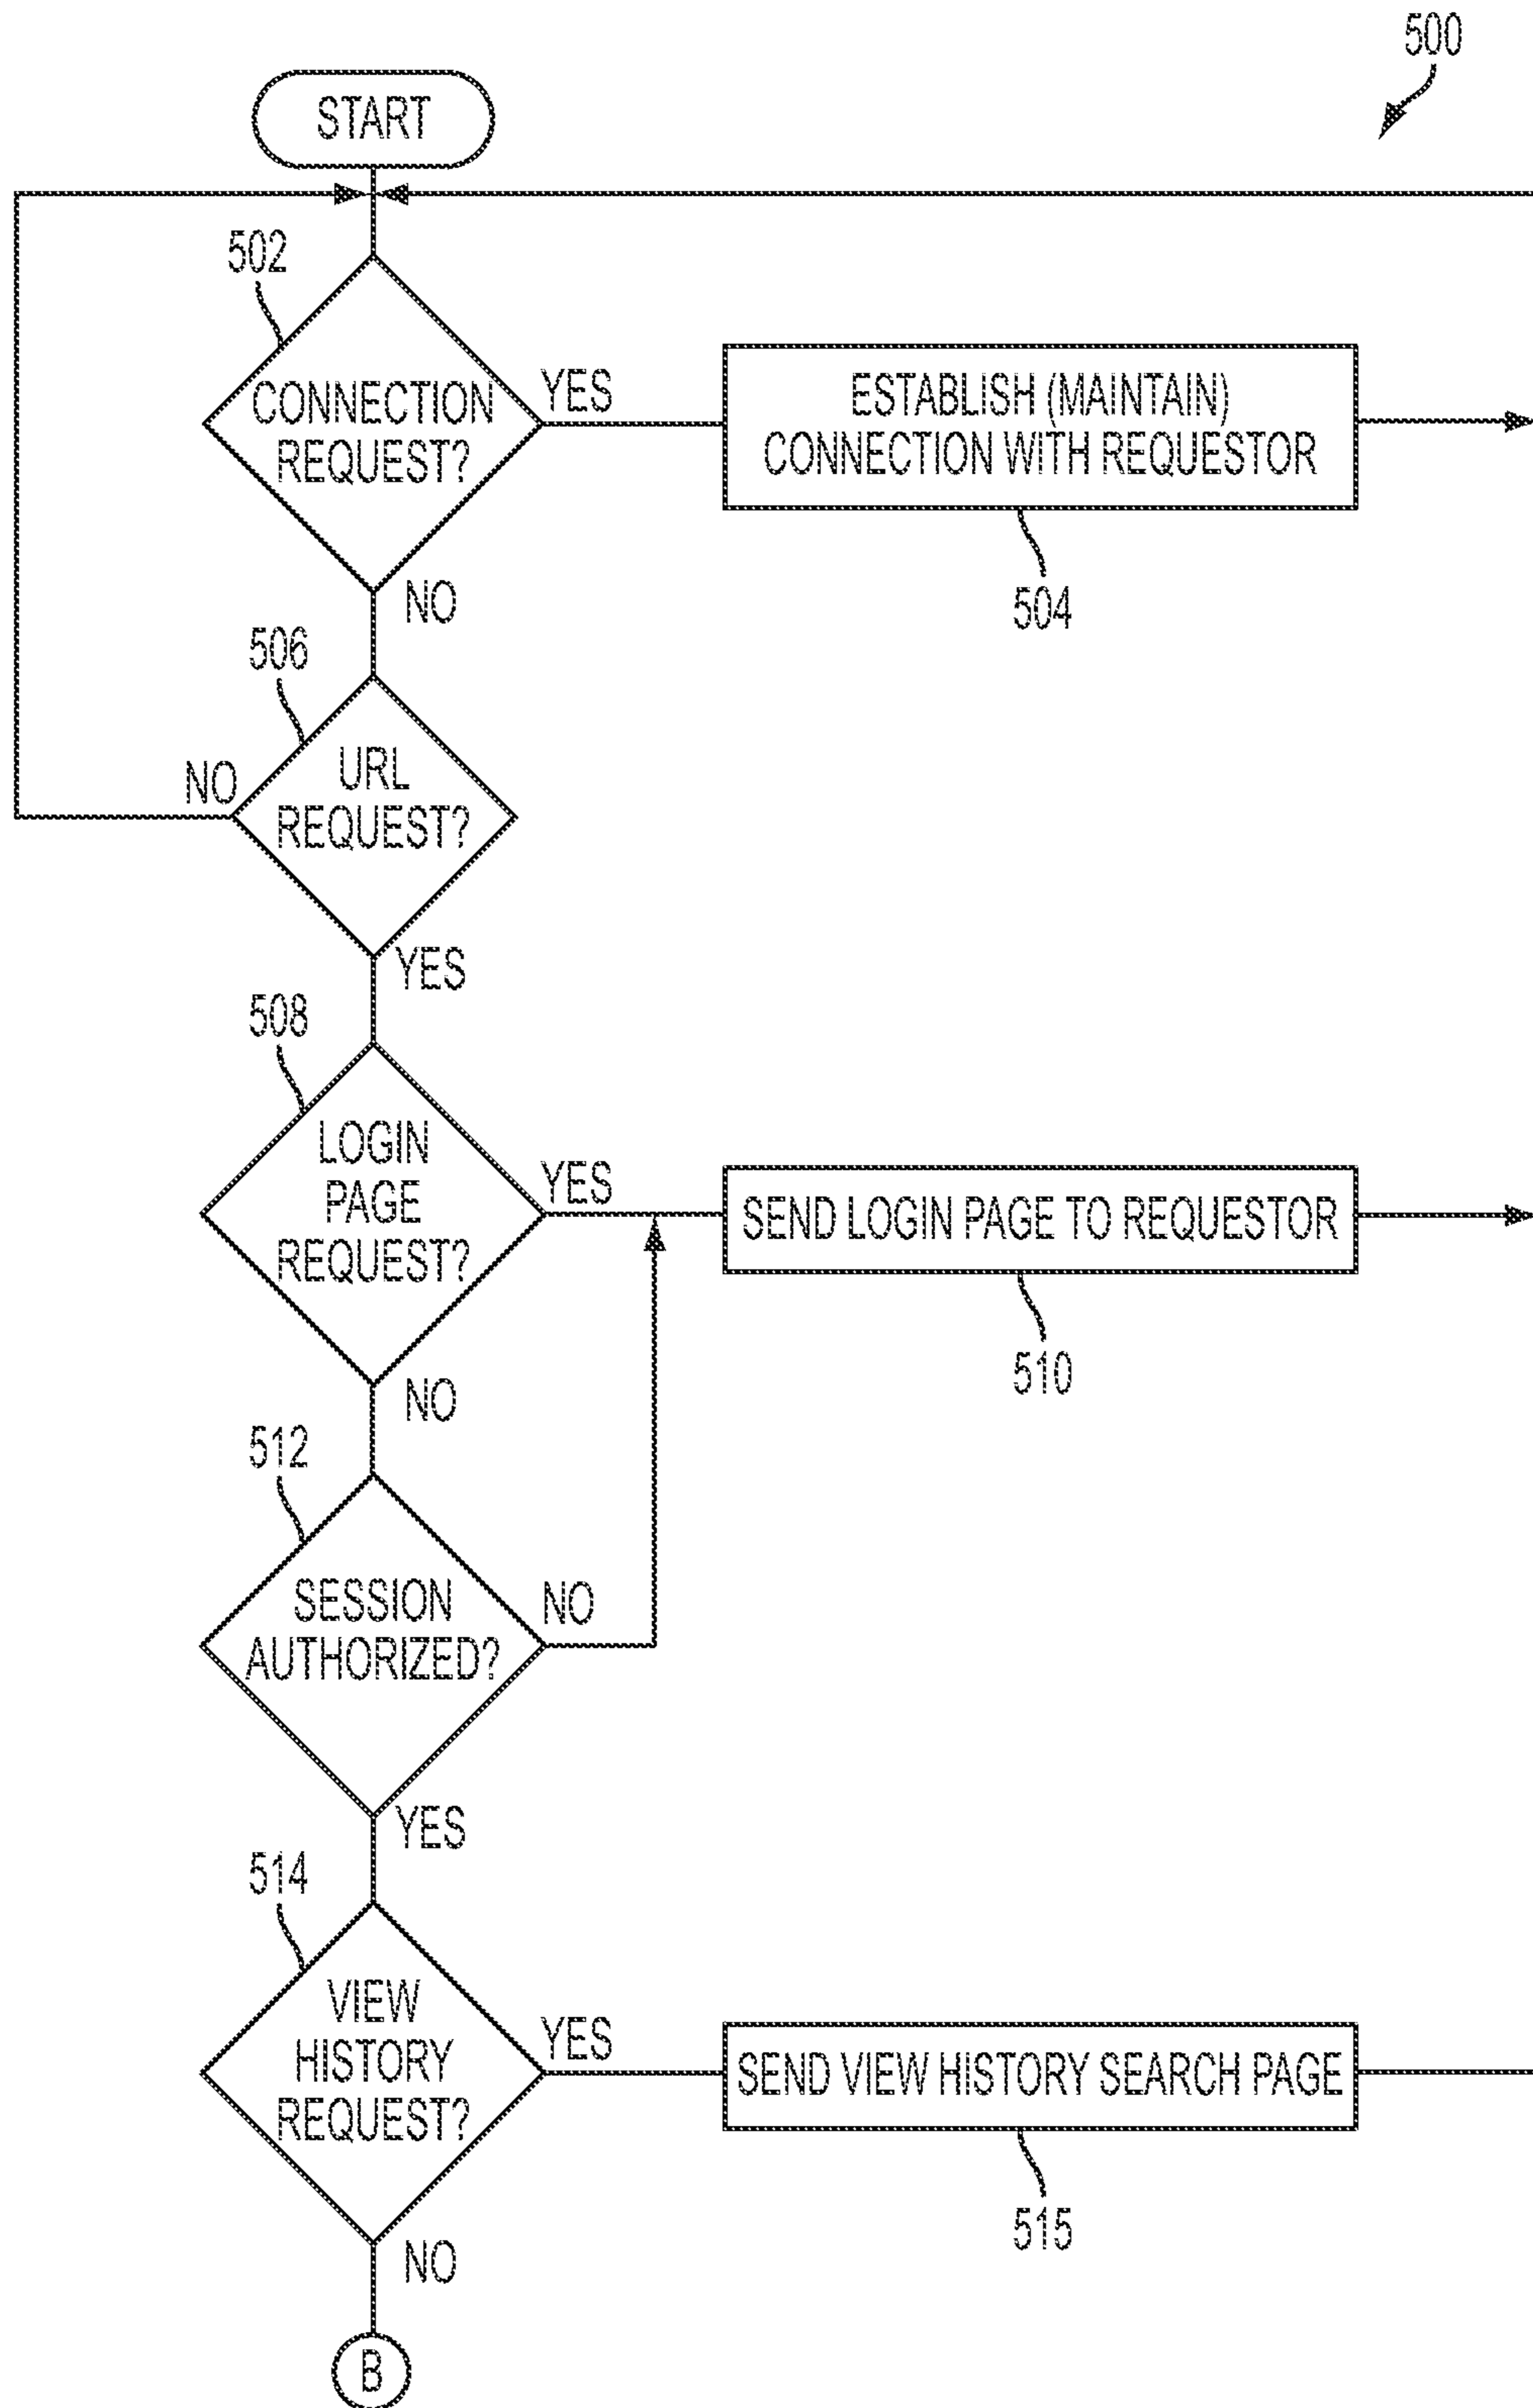 500
START
502
CONNECTION
REQUEST?
YES
ESTABLISH (MAINTAIN)
CONNECTION WITH REQUESTOR
504
NO
506
URL
REQUEST?
NO
YES
508
LOGIN
PAGE
REQUEST?
YES
SEND LOGIN PAGE TO REQUESTOR
510
NO
512
SESSION
AUTHORIZED?
NO
YES
514
VIEW
HISTORY
REQUEST?
YES
SEND VIEW HISTORY SEARCH PAGE
515
NO
B